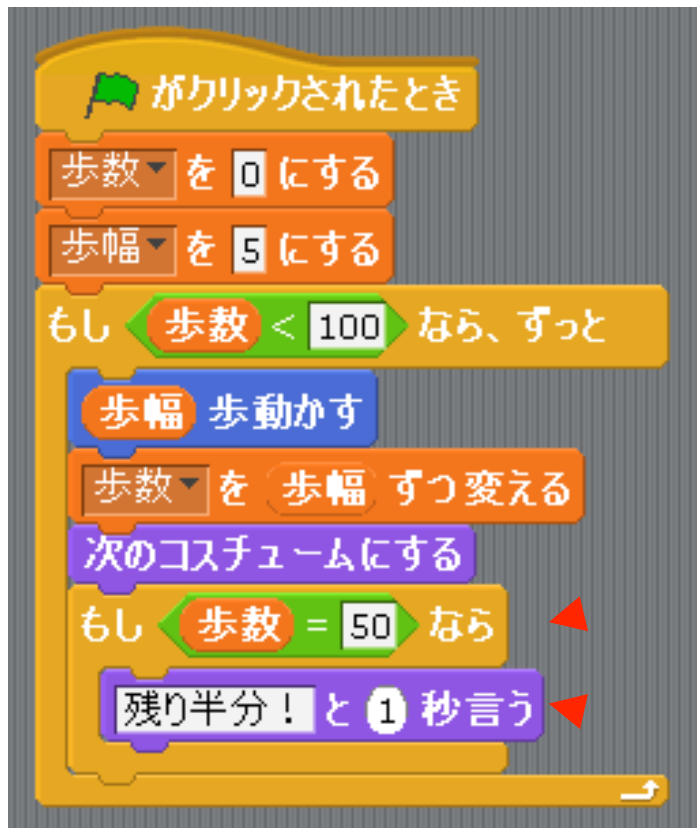 がクリックされたとき
歩数 を 0 にする
歩幅 を 5 にする
もし 歩数 < 100 なら、ずっと
歩幅 歩動かす
歩数 を 歩幅 ずつ変える
次のコスチュームにする
もし 歩数 = 50 なら
残り半分！ と 1 秒言う